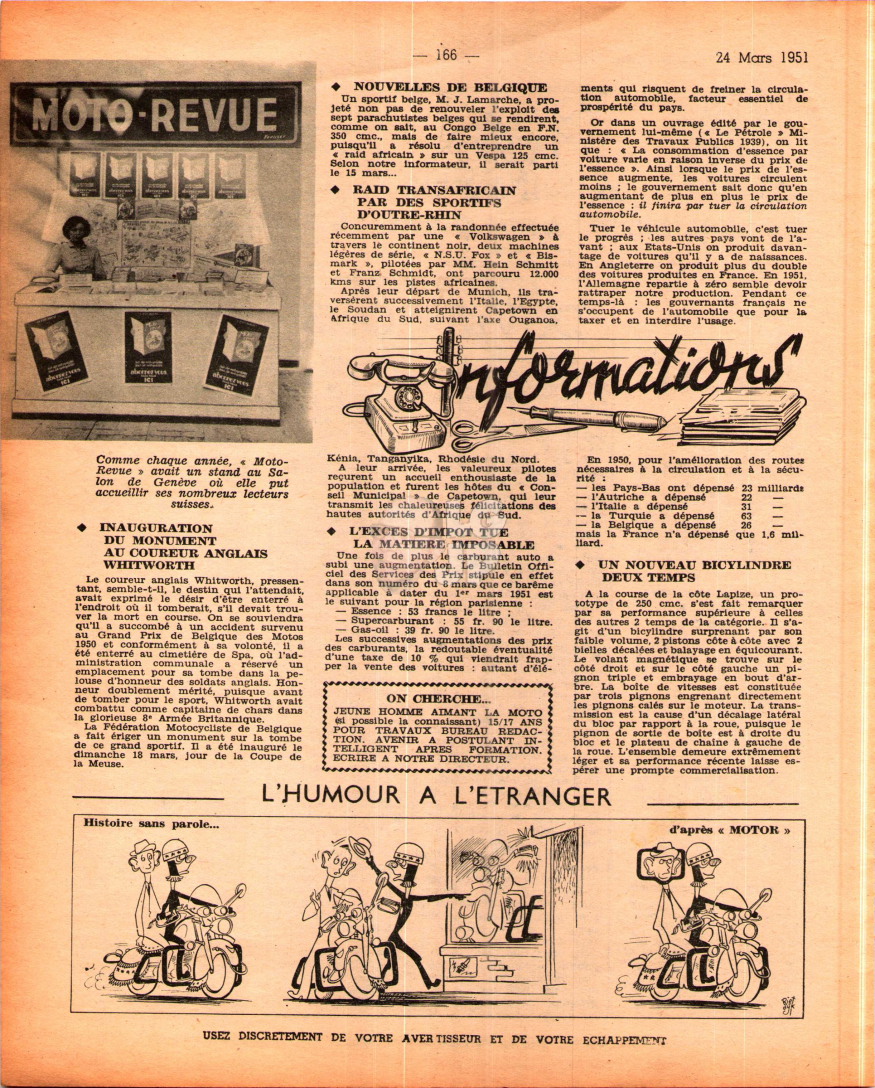 — 166 —
24 Mars 1951
MOTO-REVUE
abonnez vous
ICI
abonnez vous
ICI
abonnez vous
ICI
Comme chaque année, « Moto-
Revue » avait un stand au Sa-
lon de Genève où elle put
accueillir ses nombreux lecteurs
suisses.
◆ INAUGURATION
DU MONUMENT
AU COUREUR ANGLAIS
WHITWORTH
Le coureur anglais Whitworth, pressen-
tant, semble-t-il, le destin qui l'attendait,
avait exprimé le désir d'être enterré à
l'endroit où il tomberait, s'il devait trou-
ver la mort en course. On se souviendra
qu'il a succombé à un accident survenu
au Grand Prix de Belgique des Motos
1950 et conformément à sa volonté, il a
été enterré au cimetière de Spa, où l'ad-
ministration communale a réservé un
emplacement pour sa tombe dans la pe-
louse d'honneur des soldats anglais. Hon-
neur doublement mérité, puisque avant
de tomber pour le sport, Whitworth avait
combattu comme capitaine de chars dans
la glorieuse 8e Armée Britannique.
La Fédération Motocycliste de Belgique
a fait ériger un monument sur la tombe
de ce grand sportif. Il a été inauguré le
dimanche 18 mars, jour de la Coupe de
la Meuse.
◆ NOUVELLES DE BELGIQUE
Un sportif belge, M. J. Lamarche, a pro-
jeté non pas de renouveler l'exploit des
sept parachutistes belges qui se rendirent,
comme on sait, au Congo Belge en F.N.
350 cmc., mais de faire mieux encore,
puisqu'il a résolu d'entreprendre un
« raid africain » sur un Vespa 125 cmc.
Selon notre informateur, il serait parti
le 15 mars...
◆ RAID TRANSAFRICAIN
PAR DES SPORTIFS
D'OUTRE-RHIN
Concuremment à la randonnée effectuée
récemment par une « Volkswagen » à
travers le continent noir, deux machines
légères de série, « N.S.U. Fox » et « Bis-
mark », pilotées par MM. Hein Schmitt
et Franz Schmidt, ont parcouru 12.000
kms sur les pistes africaines.
Après leur départ de Munich, ils tra-
versérent successivement l'Italie, l'Egypte,
le Soudan et atteignirent Capetown en
Afrique du Sud, suivant l'axe Ouganoa,
Informations
Kénia, Tanganyika, Rhodésie du Nord.
A leur arrivée, les valeureux pilotes
reçurent un accueil enthousiaste de la
population et furent les hôtes du « Con-
seil Municipal » de Capetown, qui leur
transmit les chaleureuses félicitations des
hautes autorités d'Afrique du Sud.
◆ L'EXCES D'IMPOT TUE
LA MATIERE IMPOSABLE
Une fois de plus le carburant auto a
subi une augmentation. Le Bulletin Offi-
ciel des Services des Prix stipule en effet
dans son numéro du 8 mars que ce barême
applicable à dater du 1er mars 1951 est
le suivant pour la région parisienne :
— Essence : 53 francs le litre ;
— Supercarburant : 55 fr. 90 le litre.
— Gas-oil : 39 fr. 90 le litre.
Les successives augmentations des prix
des carburants, la redoutable éventualité
d'une taxe de 10 % qui viendrait frap-
per la vente des voitures : autant d'élé-
ON CHERCHE...
JEUNE HOMME AIMANT LA MOTO
(si possible la connaissant) 15/17 ANS
POUR TRAVAUX BUREAU REDAC-
TION. AVENIR A POSTULANT IN-
TELLIGENT APRES FORMATION.
ECRIRE A NOTRE DIRECTEUR.
ments qui risquent de freiner la circula-
tion automobile, facteur essentiel de
prospérité du pays.
Or dans un ouvrage édité par le gou-
vernement lui-même (« Le Pétrole » Mi-
nistère des Travaux Publics 1939), on lit
que : « La consommation d'essence par
voiture varie en raison inverse du prix de
l'essence ». Ainsi lorsque le prix de l'es-
sence augmente, les voitures circulent
moins ; le gouvernement sait donc qu'en
augmentant de plus en plus le prix de
l'essence : il finira par tuer la circulation
automobile.
Tuer le véhicule automobile, c'est tuer
le progrés ; les autres pays vont de l'a-
vant ; aux Etats-Unis on produit davan-
tage de voitures qu'il y a de naissances.
En Angleterre on produit plus du double
des voitures produites en France. En 1951,
l'Allemagne repartie à zéro semble devoir
rattraper notre production. Pendant ce
temps-là : les gouvernants français ne
s'occupent de l'automobile que pour la
taxer et en interdire l'usage.
En 1950, pour l'amélioration des routes
nécessaires à la circulation et à la sécu-
rité :
— les Pays-Bas ont dépensé 23 milliards
— l'Autriche a dépensé 22 —
— l'Italie a dépensé 31 —
— la Turquie a dépensé 63 —
— la Belgique a dépensé 26 —
mais la France n'a dépensé que 1,6 mil-
liard.
◆ UN NOUVEAU BICYLINDRE
DEUX TEMPS
A la course de la côte Lapize, un pro-
totype de 250 cmc. s'est fait remarquer
par sa performance supérieure à celles
des autres 2 temps de la catégorie. Il s'a-
git d'un bicylindre surprenant par son
faible volume, 2 pistons côte à côte avec 2
bielles décalées et balayage en équicourant.
Le volant magnétique se trouve sur le
côté droit et sur le côté gauche un pi-
gnon triple et embrayage en bout d'ar-
bre. La boîte de vitesses est constituée
par trois pignons engrenant directement
les pignons calés sur le moteur. La trans-
mission est la cause d'un décalage latéral
du bloc par rapport à la roue, puisque le
pignon de sortie de boîte est à droite du
bloc et le plateau de chaîne à gauche de
la roue. L'ensemble demeure extrêmement
léger et sa performance récente laisse es-
pérer une prompte commercialisation.
L'HUMOUR A L'ETRANGER
Histoire sans parole...
d'après « MOTOR »
USEZ DISCRETEMENT DE VOTRE AVERTISSEUR ET DE VOTRE ECHAPPEMENT